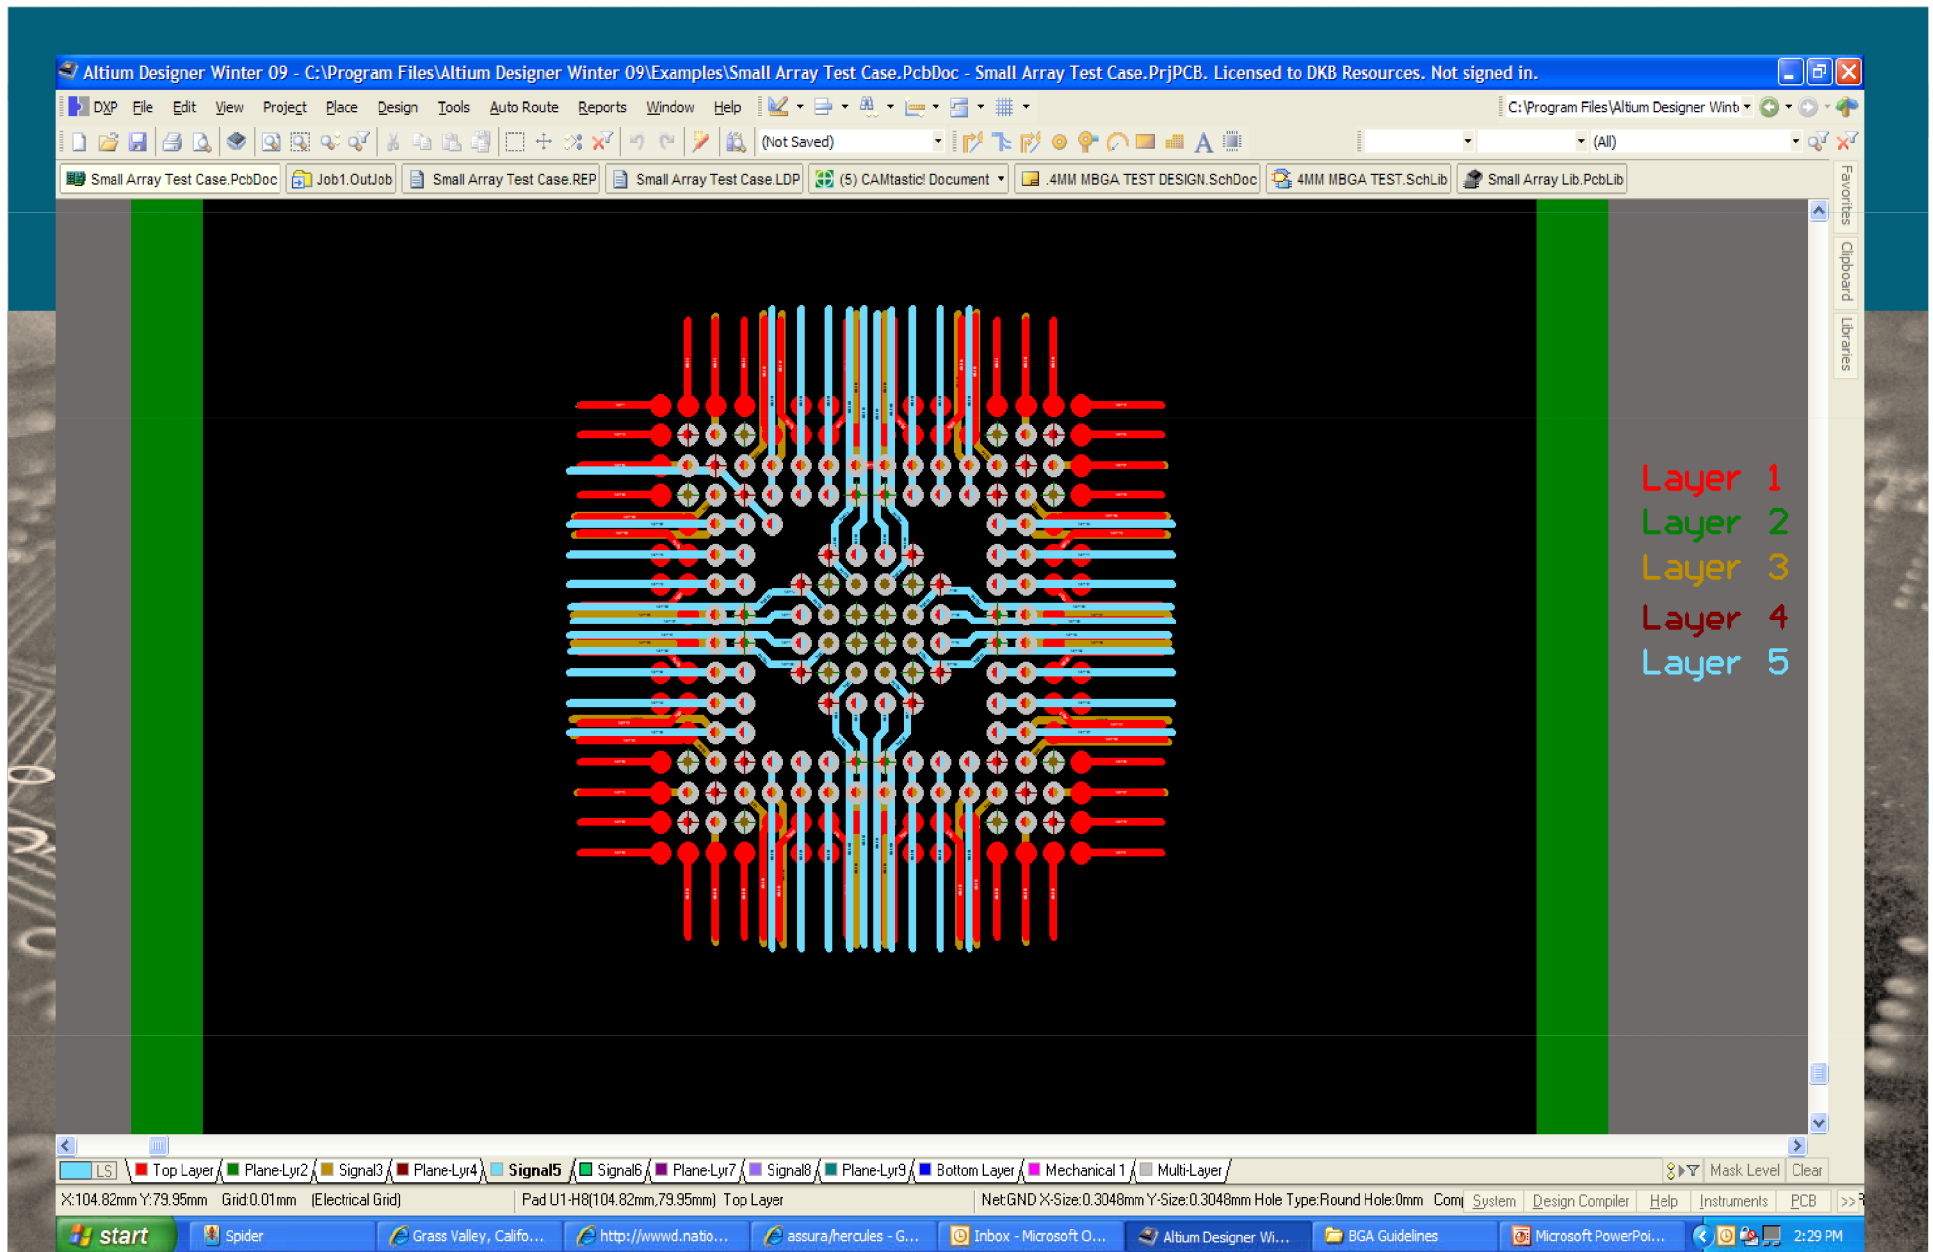 Altium Designer Winter 09 - C:\Program Files\Altium Designer Winter 09\Examples\Small Array Test Case.PcbDoc - Small Array Test Case.PrjPCB. Licensed to DKB Resources. Not signed in.
DXP File Edit View Project Place Design Tools Auto Route Reports Window Help C:\Program Files\Altium Designer Wint
(Not Saved) A (All)
Small Array Test Case.PcbDoc Job1.OutJob Small Array Test Case.REP Small Array Test Case.LDP (5) CAMtastic! Document .4MM MBGA TEST DESIGN.SchDoc 4MM MBGA TEST.SchLib Small Array Lib.PcbLib
Favorites
Clipboard
Libraries
Layer 1
Layer 2
Layer 3
Layer 4
Layer 5
LS Top Layer Plane-Lyr2 Signal3 Plane-Lyr4 Signal5 Signal6 Plane-Lyr7 Signal8 Plane-Lyr9 Bottom Layer Mechanical 1 Multi-Layer Mask Level Clear
X:104.82mm Y:79.95mm Grid:0.01mm (Electrical Grid) Pad U1-H8(104.82mm,79.95mm) Top Layer Net:GND X-Size:0.3048mm Y-Size:0.3048mm Hole Type:Round Hole:0mm Com System Design Compiler Help Instruments PCB >>
start Spider Grass Valley, Califo... http://wwwd.natio... assura/hercules - G... Inbox - Microsoft O... Altium Designer Wi... BGA Guidelines Microsoft PowerPoi... 2:29 PM